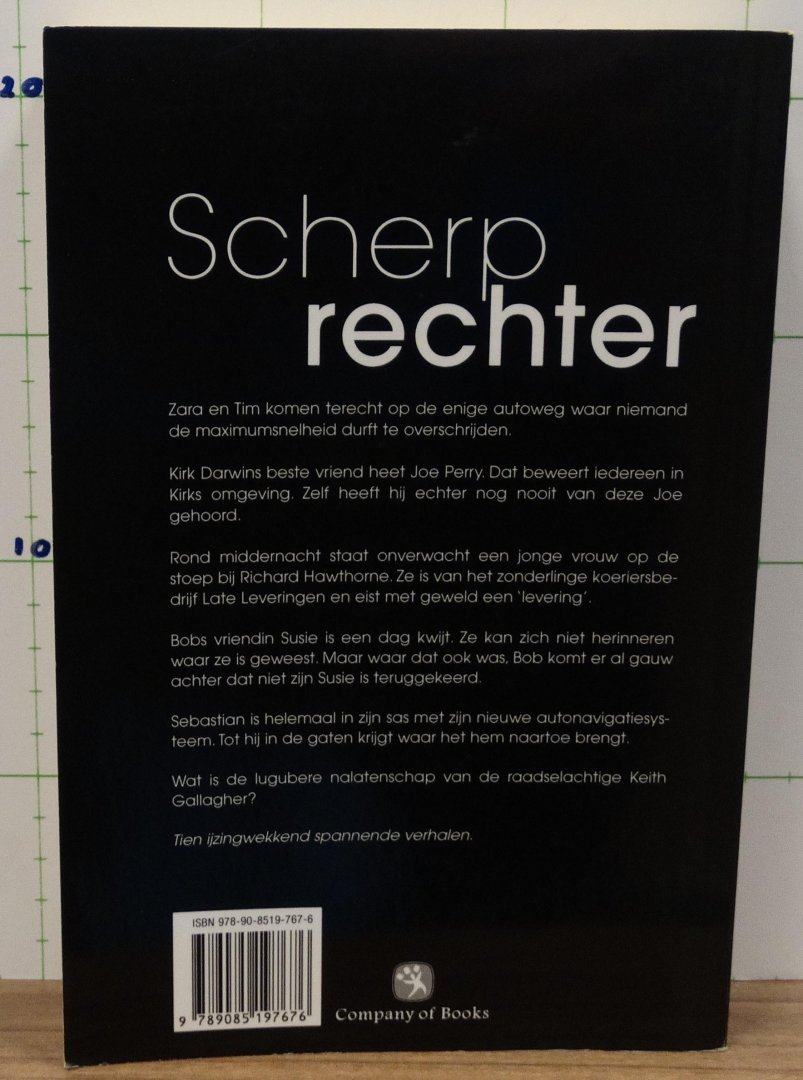 20
Scherp
rechter
Zara en Tim komen terecht op de enige autoweg waar niemand
de maximumsnelheid durft te overschrijden.
Kirk Darwins beste vriend heet Joe Perry. Dat beweert iedereen in
Kirks omgeving. Zelf heeft hij echter nog nooit van deze Joe
gehoord.
10
Rond middernacht staat onverwacht een jonge vrouw op de
stoep bij Richard Hawthorne. Ze is van het zonderlinge koeriersbe-
drijf Late Leveringen en eist met geweld een ‘levering’.
Bobs vriendin Susie is een dag kwijt. Ze kan zich niet herinneren
waar ze is geweest. Maar waar dat ook was, Bob komt er al gauw
achter dat niet zijn Susie is teruggekeerd.
Sebastian is helemaal in zijn sas met zijn nieuwe autonavigatiesys-
teem. Tot hij in de gaten krijgt waar het hem naartoe brengt.
Wat is de lugubere nalatenschap van de raadselachtige Keith
Gallagher?
Tien ijzingwekkend spannende verhalen.
ISBN 978-90-8519-767-6
9 789085 197676
Company of Books